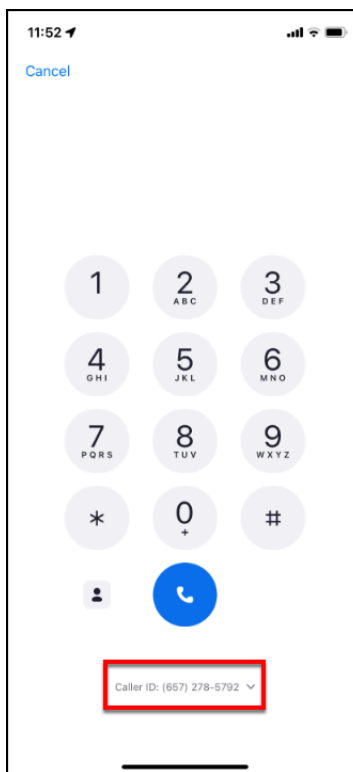 11:52
Cancel
1 2 3
ABC DEF
4 5 6
GHI JKL MNO
7 8 9
PQRS TUV WXYZ
* 0 #
+
Caller ID: (657) 278-5792